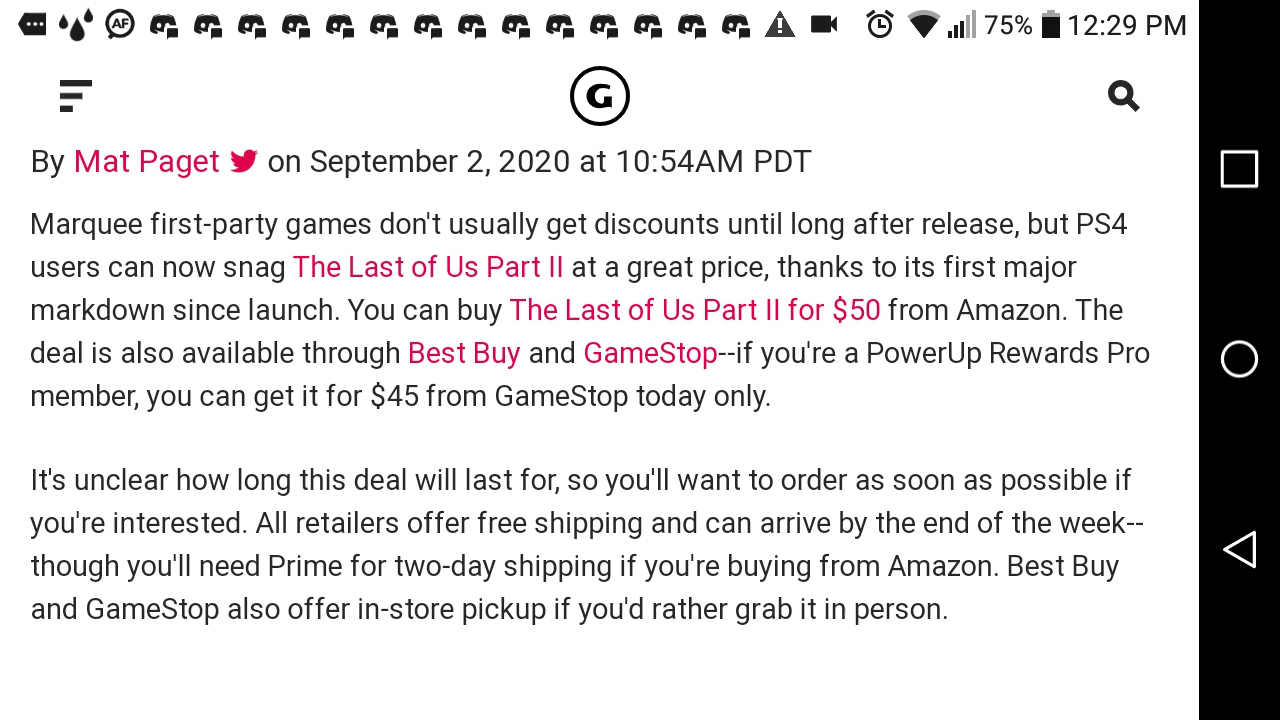 AF 75% 12:29 PM
G
By Mat Paget on September 2, 2020 at 10:54AM PDT
Marquee first-party games don't usually get discounts until long after release, but PS4
users can now snag The Last of Us Part II at a great price, thanks to its first major
markdown since launch. You can buy The Last of Us Part II for $50 from Amazon. The
deal is also available through Best Buy and GameStop--if you're a PowerUp Rewards Pro
member, you can get it for $45 from GameStop today only.
It's unclear how long this deal will last for, so you'll want to order as soon as possible if
you're interested. All retailers offer free shipping and can arrive by the end of the week--
though you'll need Prime for two-day shipping if you're buying from Amazon. Best Buy
and GameStop also offer in-store pickup if you'd rather grab it in person.